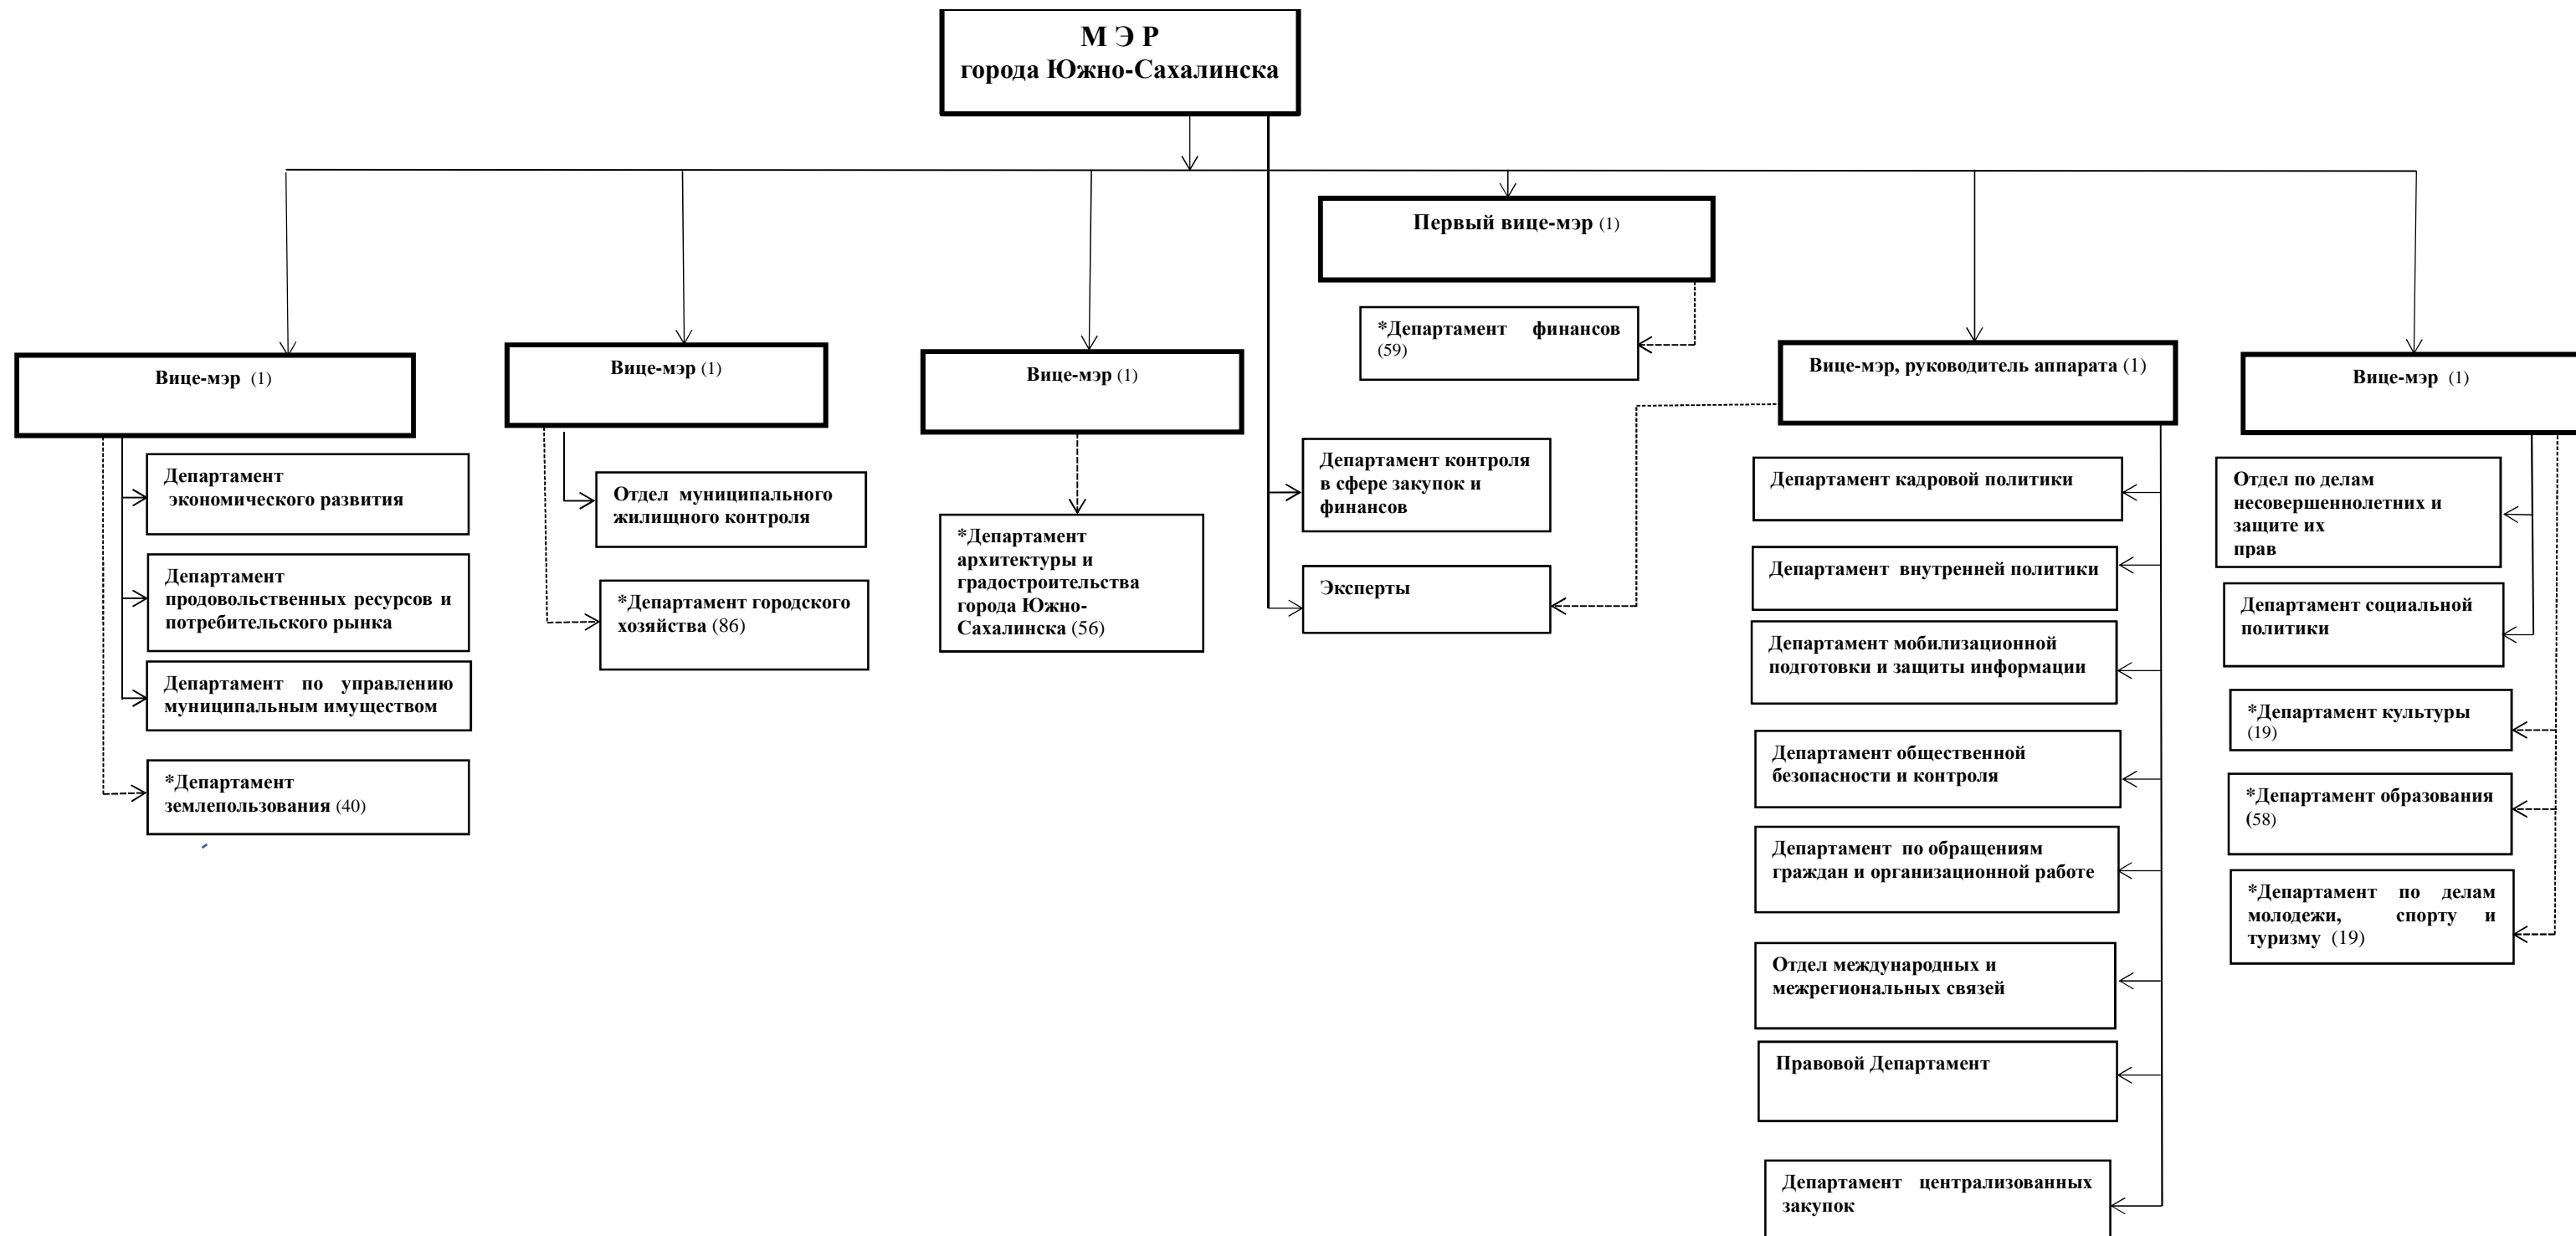 М Э Р
города Южно-Сахалинска
Первый вице-мэр (1)
*Департамент финансов
(59)
Вице-мэр (1)
Департамент
экономического развития
Департамент
продовольственных ресурсов и
потребительского рынка
Департамент по управлению
муниципальным имуществом
*Департамент
землепользования (40)
Вице-мэр (1)
Отдел муниципального
жилищного контроля
*Департамент городского
хозяйства (86)
Вице-мэр (1)
*Департамент
архитектуры и
градостроительства
города Южно-
Сахалинска (56)
Департамент контроля
в сфере закупок и
финансов
Эксперты
Вице-мэр, руководитель аппарата (1)
Департамент кадровой политики
Департамент внутренней политики
Департамент мобилизационной
подготовки и защиты информации
Департамент общественной
безопасности и контроля
Департамент по обращениям
граждан и организационной работе
Отдел международных и
межрегиональных связей
Правовой Департамент
Департамент централизованных
закупок
Вице-мэр (1)
Отдел по делам
несовершеннолетних и
защите их
прав
Департамент социальной
политики
*Департамент культуры
(19)
*Департамент образования
(58)
*Департамент по делам
молодежи, спорту и
туризму (19)